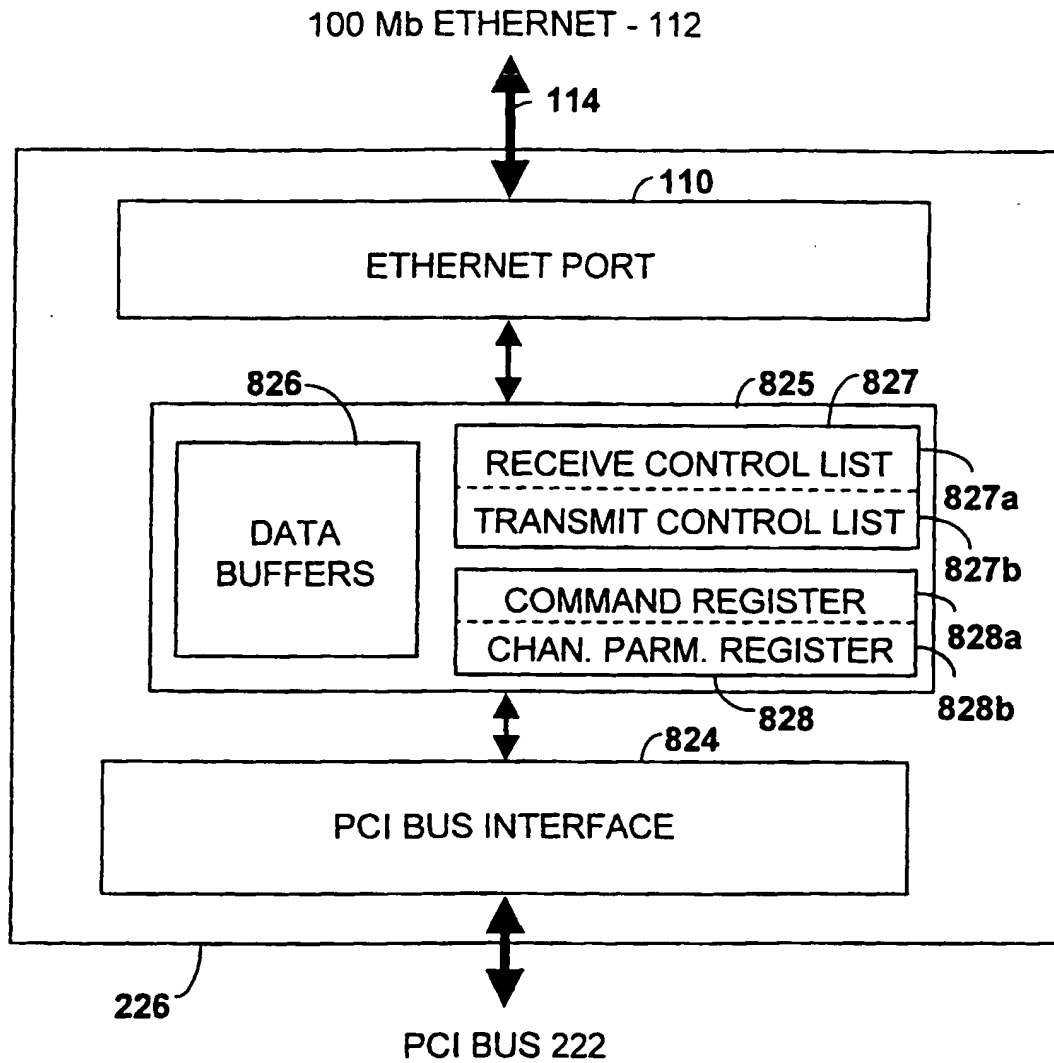 100 Mb ETHERNET - 112
114
110
ETHERNET PORT
826
825
827
DATA
BUFFERS
RECEIVE CONTROL LIST
827a
TRANSMIT CONTROL LIST
827b
COMMAND REGISTER
828a
CHAN. PARM. REGISTER
828b
828
824
PCI BUS INTERFACE
226
PCI BUS 222